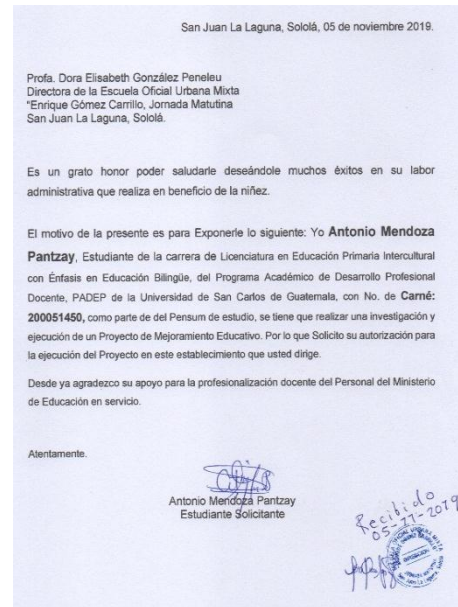 San Juan La Laguna, Sololá, 05 de noviembre 2019.
Profa. Dora Elisabeth González Peneleu
Directora de la Escuela Oficial Urbana Mixta
“Enrique Gómez Carrillo, Jornada Matutina
San Juan La Laguna, Sololá.
Es un grato honor poder saludarle deseándole muchos éxitos en su labor
administrativa que realiza en beneficio de la niñez.
El motivo de la presente es para Exponerle lo siguiente: Yo Antonio Mendoza
Pantzay, Estudiante de la carrera de Licenciatura en Educación Primaria Intercultural
con Énfasis en Educación Bilingüe, del Programa Académico de Desarrollo Profesional
Docente, PADEP de la Universidad de San Carlos de Guatemala, con No. de Carné:
200051450, como parte de del Pensum de estudio, se tiene que realizar una investigación y
ejecución de un Proyecto de Mejoramiento Educativo. Por lo que Solicito su autorización para
la ejecución del Proyecto en este establecimiento que usted dirige.
Desde ya agradezco su apoyo para la profesionalización docente del Personal del Ministerio
de Educación en servicio.
Atentamente.
Antonio Mendoza Pantzay
Estudiante Solicitante
Recibido
05-11-2019